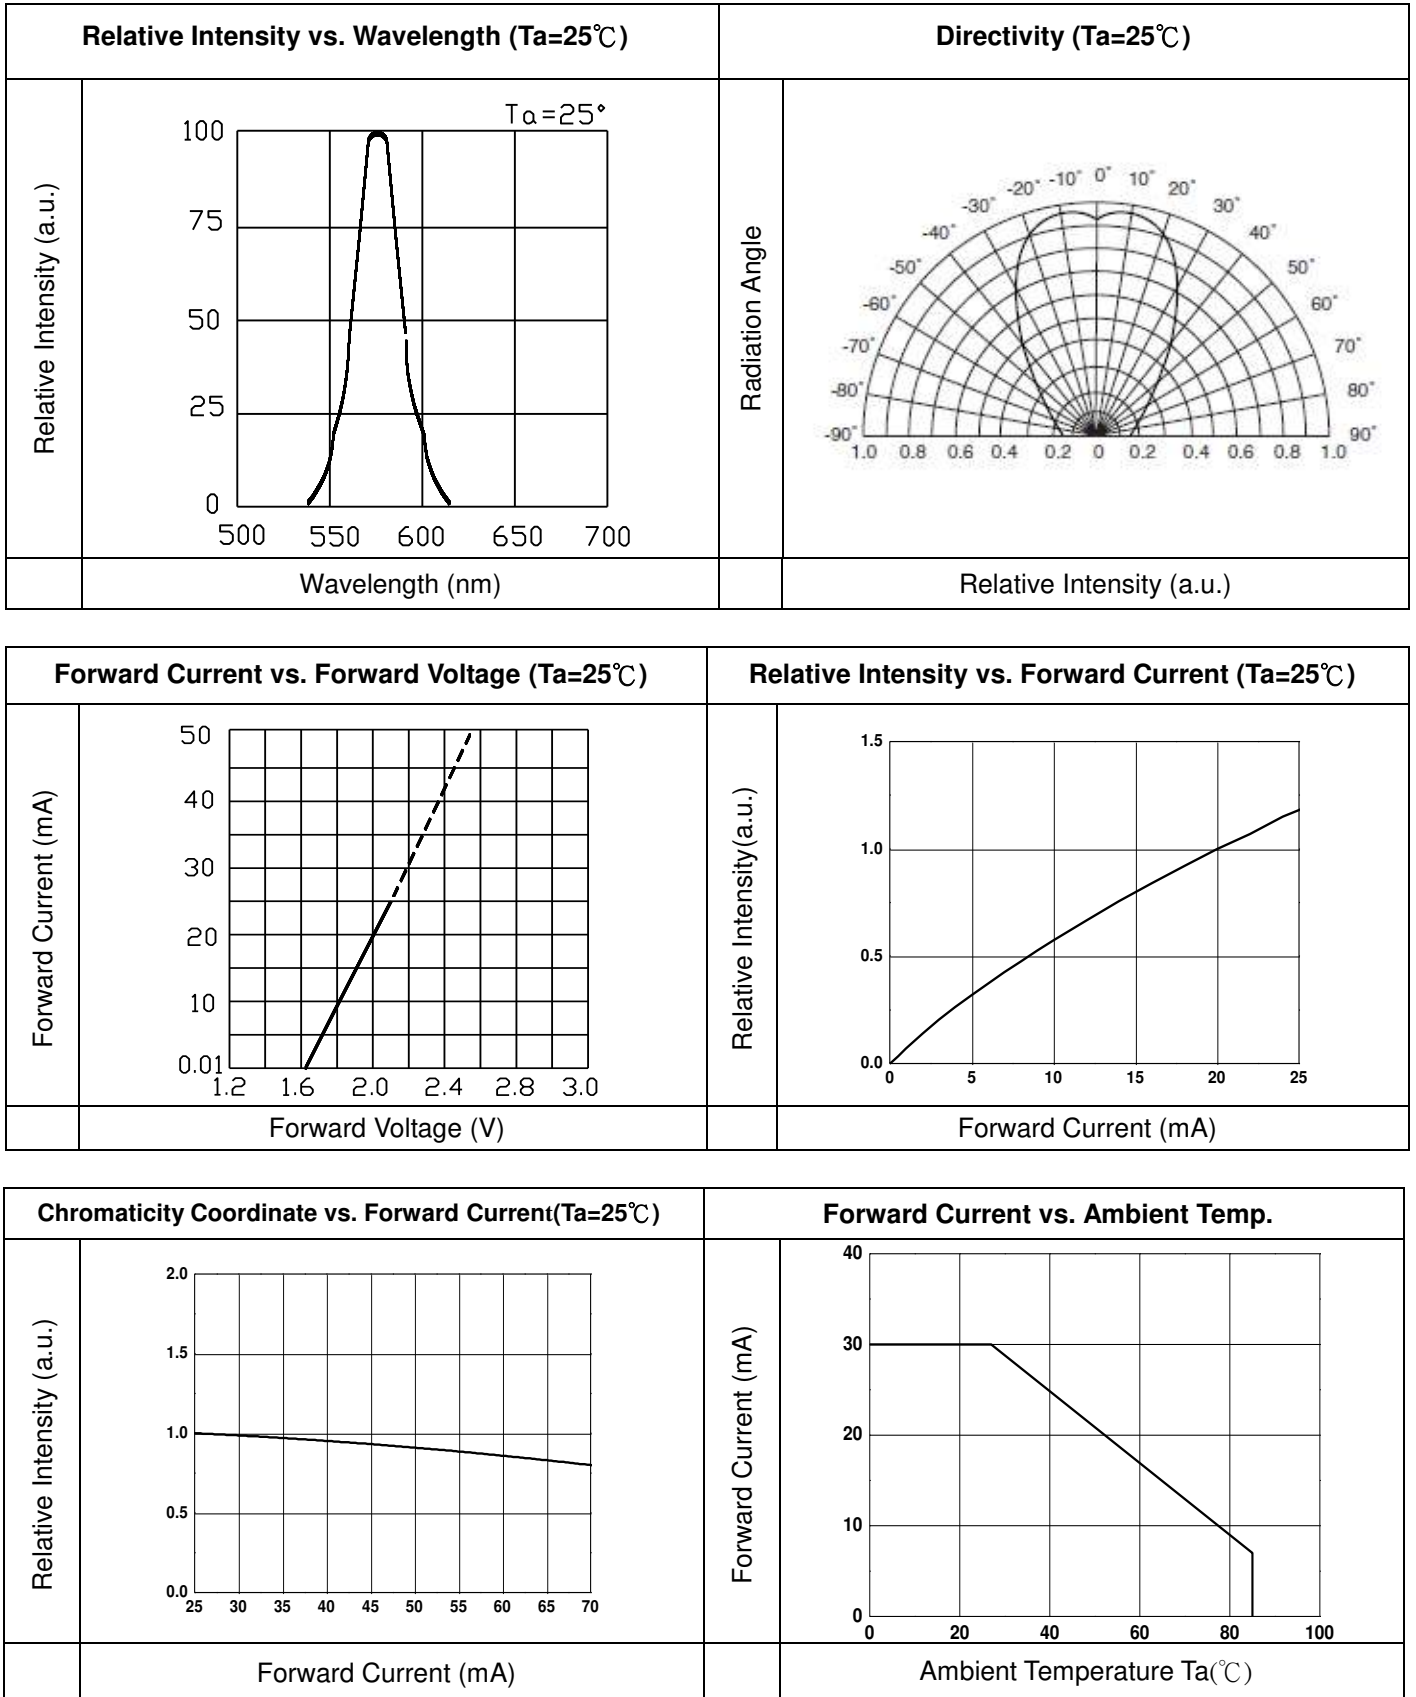 Relative Intensity vs. Wavelength (Ta=25℃)
Directivity (Ta=25℃)
Relative Intensity (a.u.)
Ta=25°
100
75
50
25
0
500 550 600 650 700
Wavelength (nm)
Radiation Angle
-90˚ -80˚ -70˚ -60˚ -50˚ -40˚ -30˚ -20˚ -10˚ 0˚ 10˚ 20˚ 30˚ 40˚ 50˚ 60˚ 70˚ 80˚ 90˚
1.0 0.8 0.6 0.4 0.2 0 0.2 0.4 0.6 0.8 1.0
Relative Intensity (a.u.)
Forward Current vs. Forward Voltage (Ta=25℃)
Relative Intensity vs. Forward Current (Ta=25℃)
Forward Current (mA)
50
40
30
20
10
0.01
1.2 1.6 2.0 2.4 2.8 3.0
Forward Voltage (V)
Relative Intensity(a.u.)
1.5
1.0
0.5
0.0
0 5 10 15 20 25
Forward Current (mA)
Chromaticity Coordinate vs. Forward Current(Ta=25℃)
Forward Current vs. Ambient Temp.
Relative Intensity (a.u.)
2.0
1.5
1.0
0.5
0.0
25 30 35 40 45 50 55 60 65 70
Forward Current (mA)
Forward Current (mA)
40
30
20
10
0
0 20 40 60 80 100
Ambient Temperature Ta(℃)